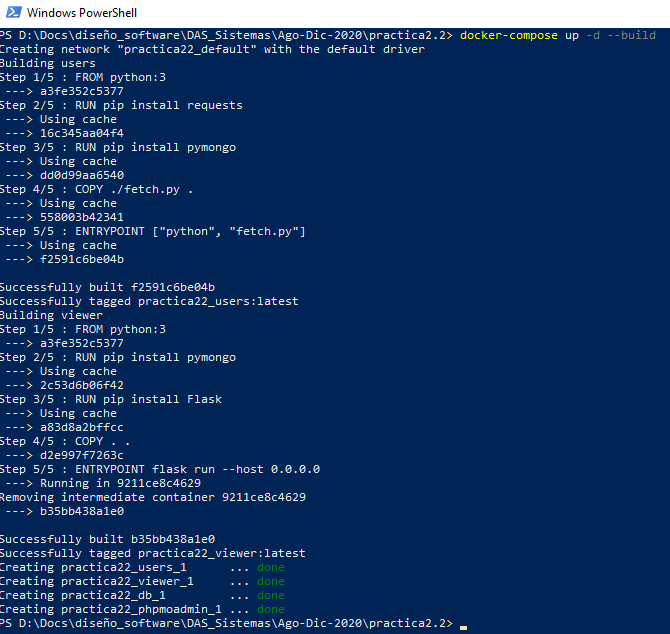 Windows PowerShell
PS D:\Docs\diseño_software\DAS_Sistemas\Ago-Dic-2020\practica2.2> docker-compose up -d --build
Creating network "practica22_default" with the default driver
Building users
Step 1/5 : FROM python:3
 ---> a3fe352c5377
Step 2/5 : RUN pip install requests
 ---> Using cache
 ---> 16c345aa04f4
Step 3/5 : RUN pip install pymongo
 ---> Using cache
 ---> dd0d99aa6540
Step 4/5 : COPY ./fetch.py .
 ---> Using cache
 ---> 558003b42341
Step 5/5 : ENTRYPOINT ["python", "fetch.py"]
 ---> Using cache
 ---> f2591c6be04b

Successfully built f2591c6be04b
Successfully tagged practica22_users:latest
Building viewer
Step 1/5 : FROM python:3
 ---> a3fe352c5377
Step 2/5 : RUN pip install pymongo
 ---> Using cache
 ---> 2c53d6b06f42
Step 3/5 : RUN pip install Flask
 ---> Using cache
 ---> a83d8a2bffcc
Step 4/5 : COPY . .
 ---> d2e997f7263c
Step 5/5 : ENTRYPOINT flask run --host 0.0.0.0
 ---> Running in 9211ce8c4629
Removing intermediate container 9211ce8c4629
 ---> b35bb438a1e0

Successfully built b35bb438a1e0
Successfully tagged practica22_viewer:latest
Creating practica22_users_1      ... done
Creating practica22_viewer_1     ... done
Creating practica22_db_1         ... done
Creating practica22_phpmoadmin_1 ... done
PS D:\Docs\diseño_software\DAS_Sistemas\Ago-Dic-2020\practica2.2>